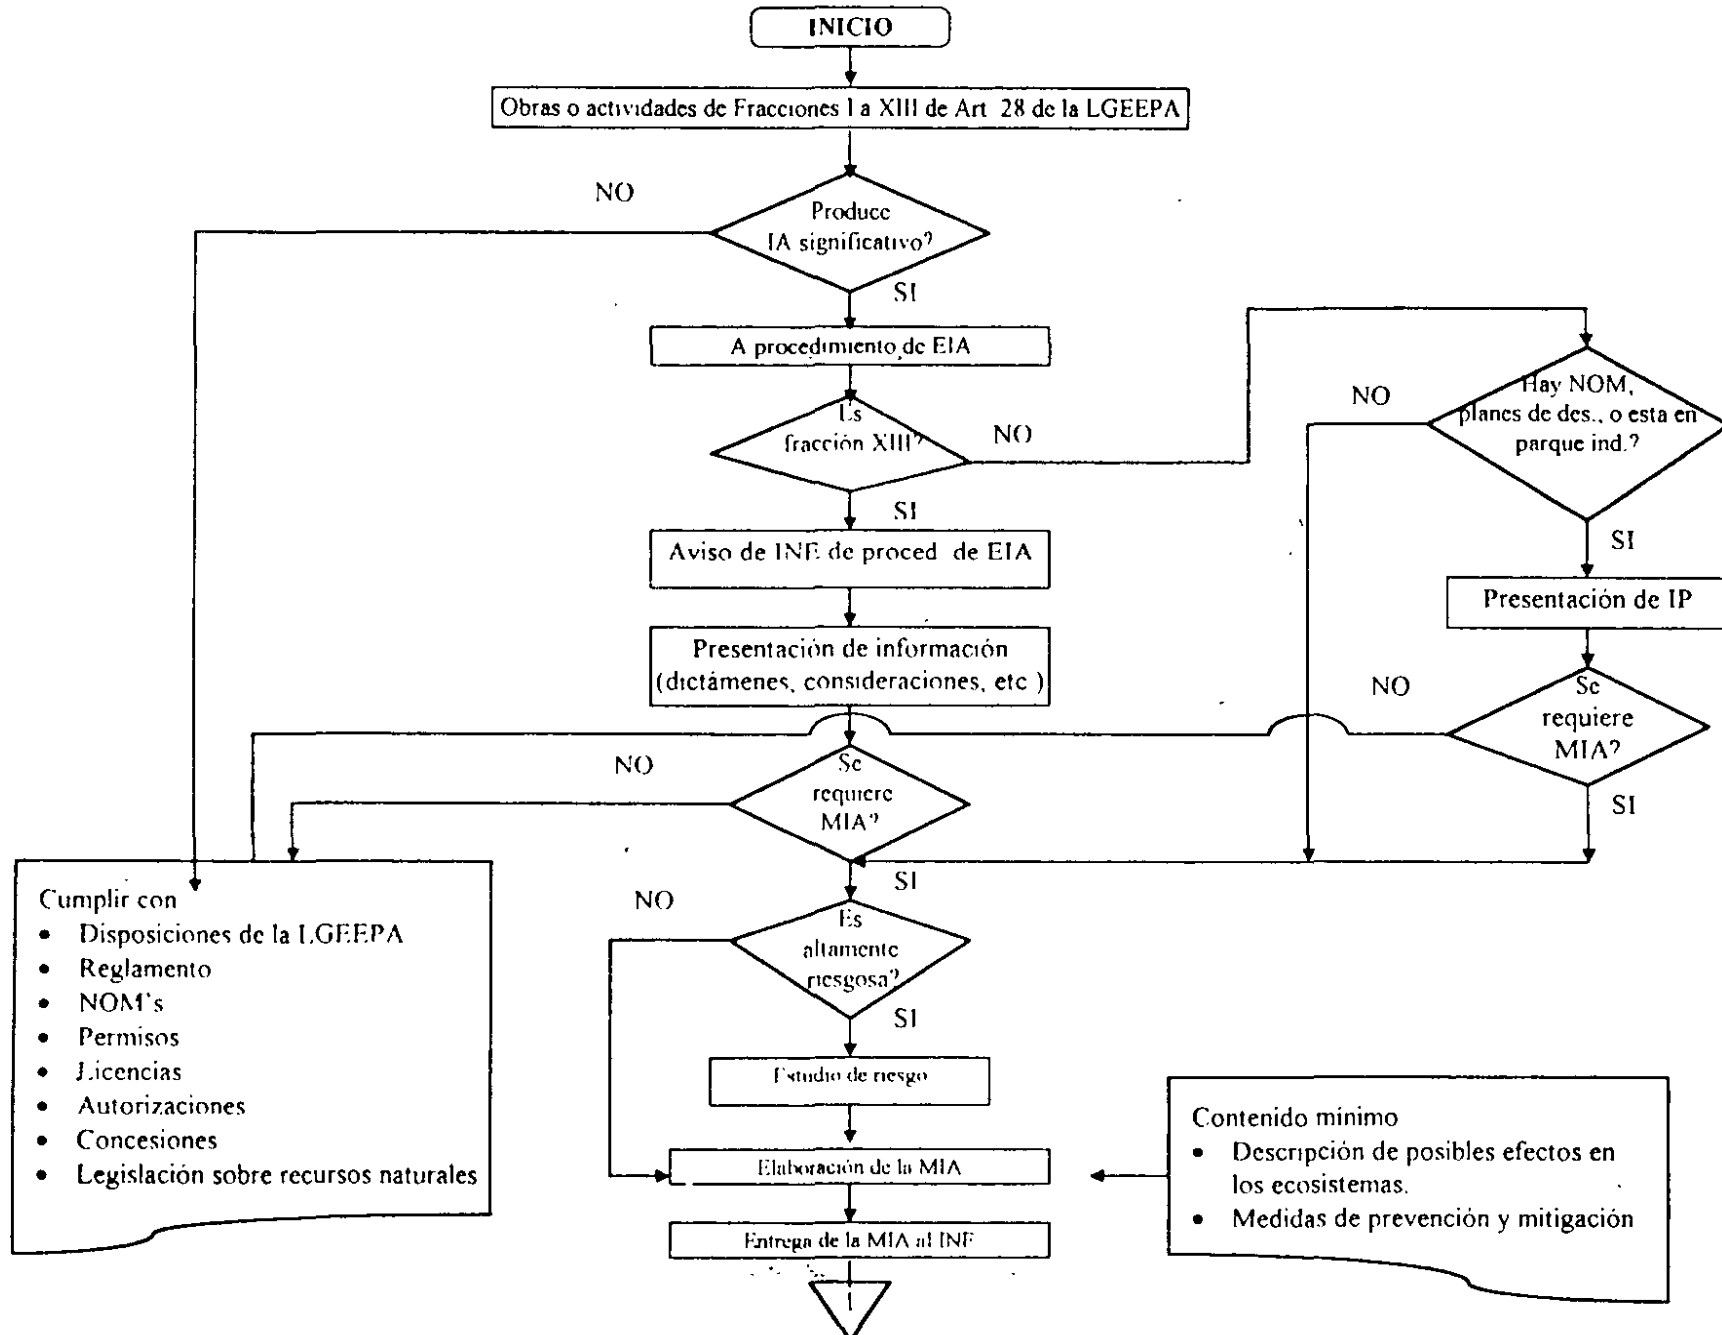 INICIO
Obras o actividades de Fracciones I a XIII de Art 28 de la LGEEPA
NO
Produce
IA significativo?
SI
A procedimiento de EIA
Es
fracción XIII?
NO
SI
Hay NOM,
planes de des., o esta en
parque ind.?
NO
SI
Aviso de INE de proced de EIA
Presentación de IP
Presentación de información
(dictámenes, consideraciones, etc )
NO
Se
requiere
MIA?
SI
NO
Se
requiere
MIA?
SI
NO
Es
altamente
riesgosa?
SI
Cumplir con
• Disposiciones de la LGEEPA
• Reglamento
• NOM's
• Permisos
• Licencias
• Autorizaciones
• Concesiones
• Legislación sobre recursos naturales
Estudio de riesgo
Elaboración de la MIA
Entrega de la MIA al INE
Contenido mínimo
• Descripción de posibles efectos en
los ecosistemas.
• Medidas de prevención y mitigación